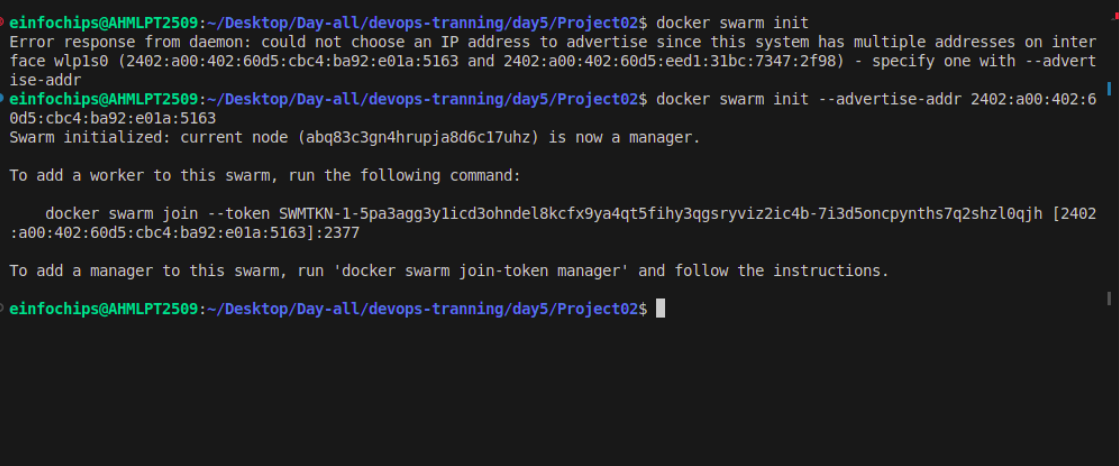 einfochips@AHMLPT2509:~/Desktop/Day-all/devops-tranning/day5/Project02$ docker swarm init
Error response from daemon: could not choose an IP address to advertise since this system has multiple addresses on inter
face wlp1s0 (2402:a00:402:60d5:cbc4:ba92:e01a:5163 and 2402:a00:402:60d5:eed1:31bc:7347:2f98) - specify one with --advert
ise-addr
einfochips@AHMLPT2509:~/Desktop/Day-all/devops-tranning/day5/Project02$ docker swarm init --advertise-addr 2402:a00:402:6
0d5:cbc4:ba92:e01a:5163
Swarm initialized: current node (abq83c3gn4hrupja8d6c17uhz) is now a manager.
To add a worker to this swarm, run the following command:
docker swarm join --token SWMTKN-1-5pa3agg3y1icd3ohndel8kcfx9ya4qt5fihy3qgsryviz2ic4b-7i3d5oncpynths7q2shzl0qjh [2402
:a00:402:60d5:cbc4:ba92:e01a:5163]:2377
To add a manager to this swarm, run 'docker swarm join-token manager' and follow the instructions.
einfochips@AHMLPT2509:~/Desktop/Day-all/devops-tranning/day5/Project02$